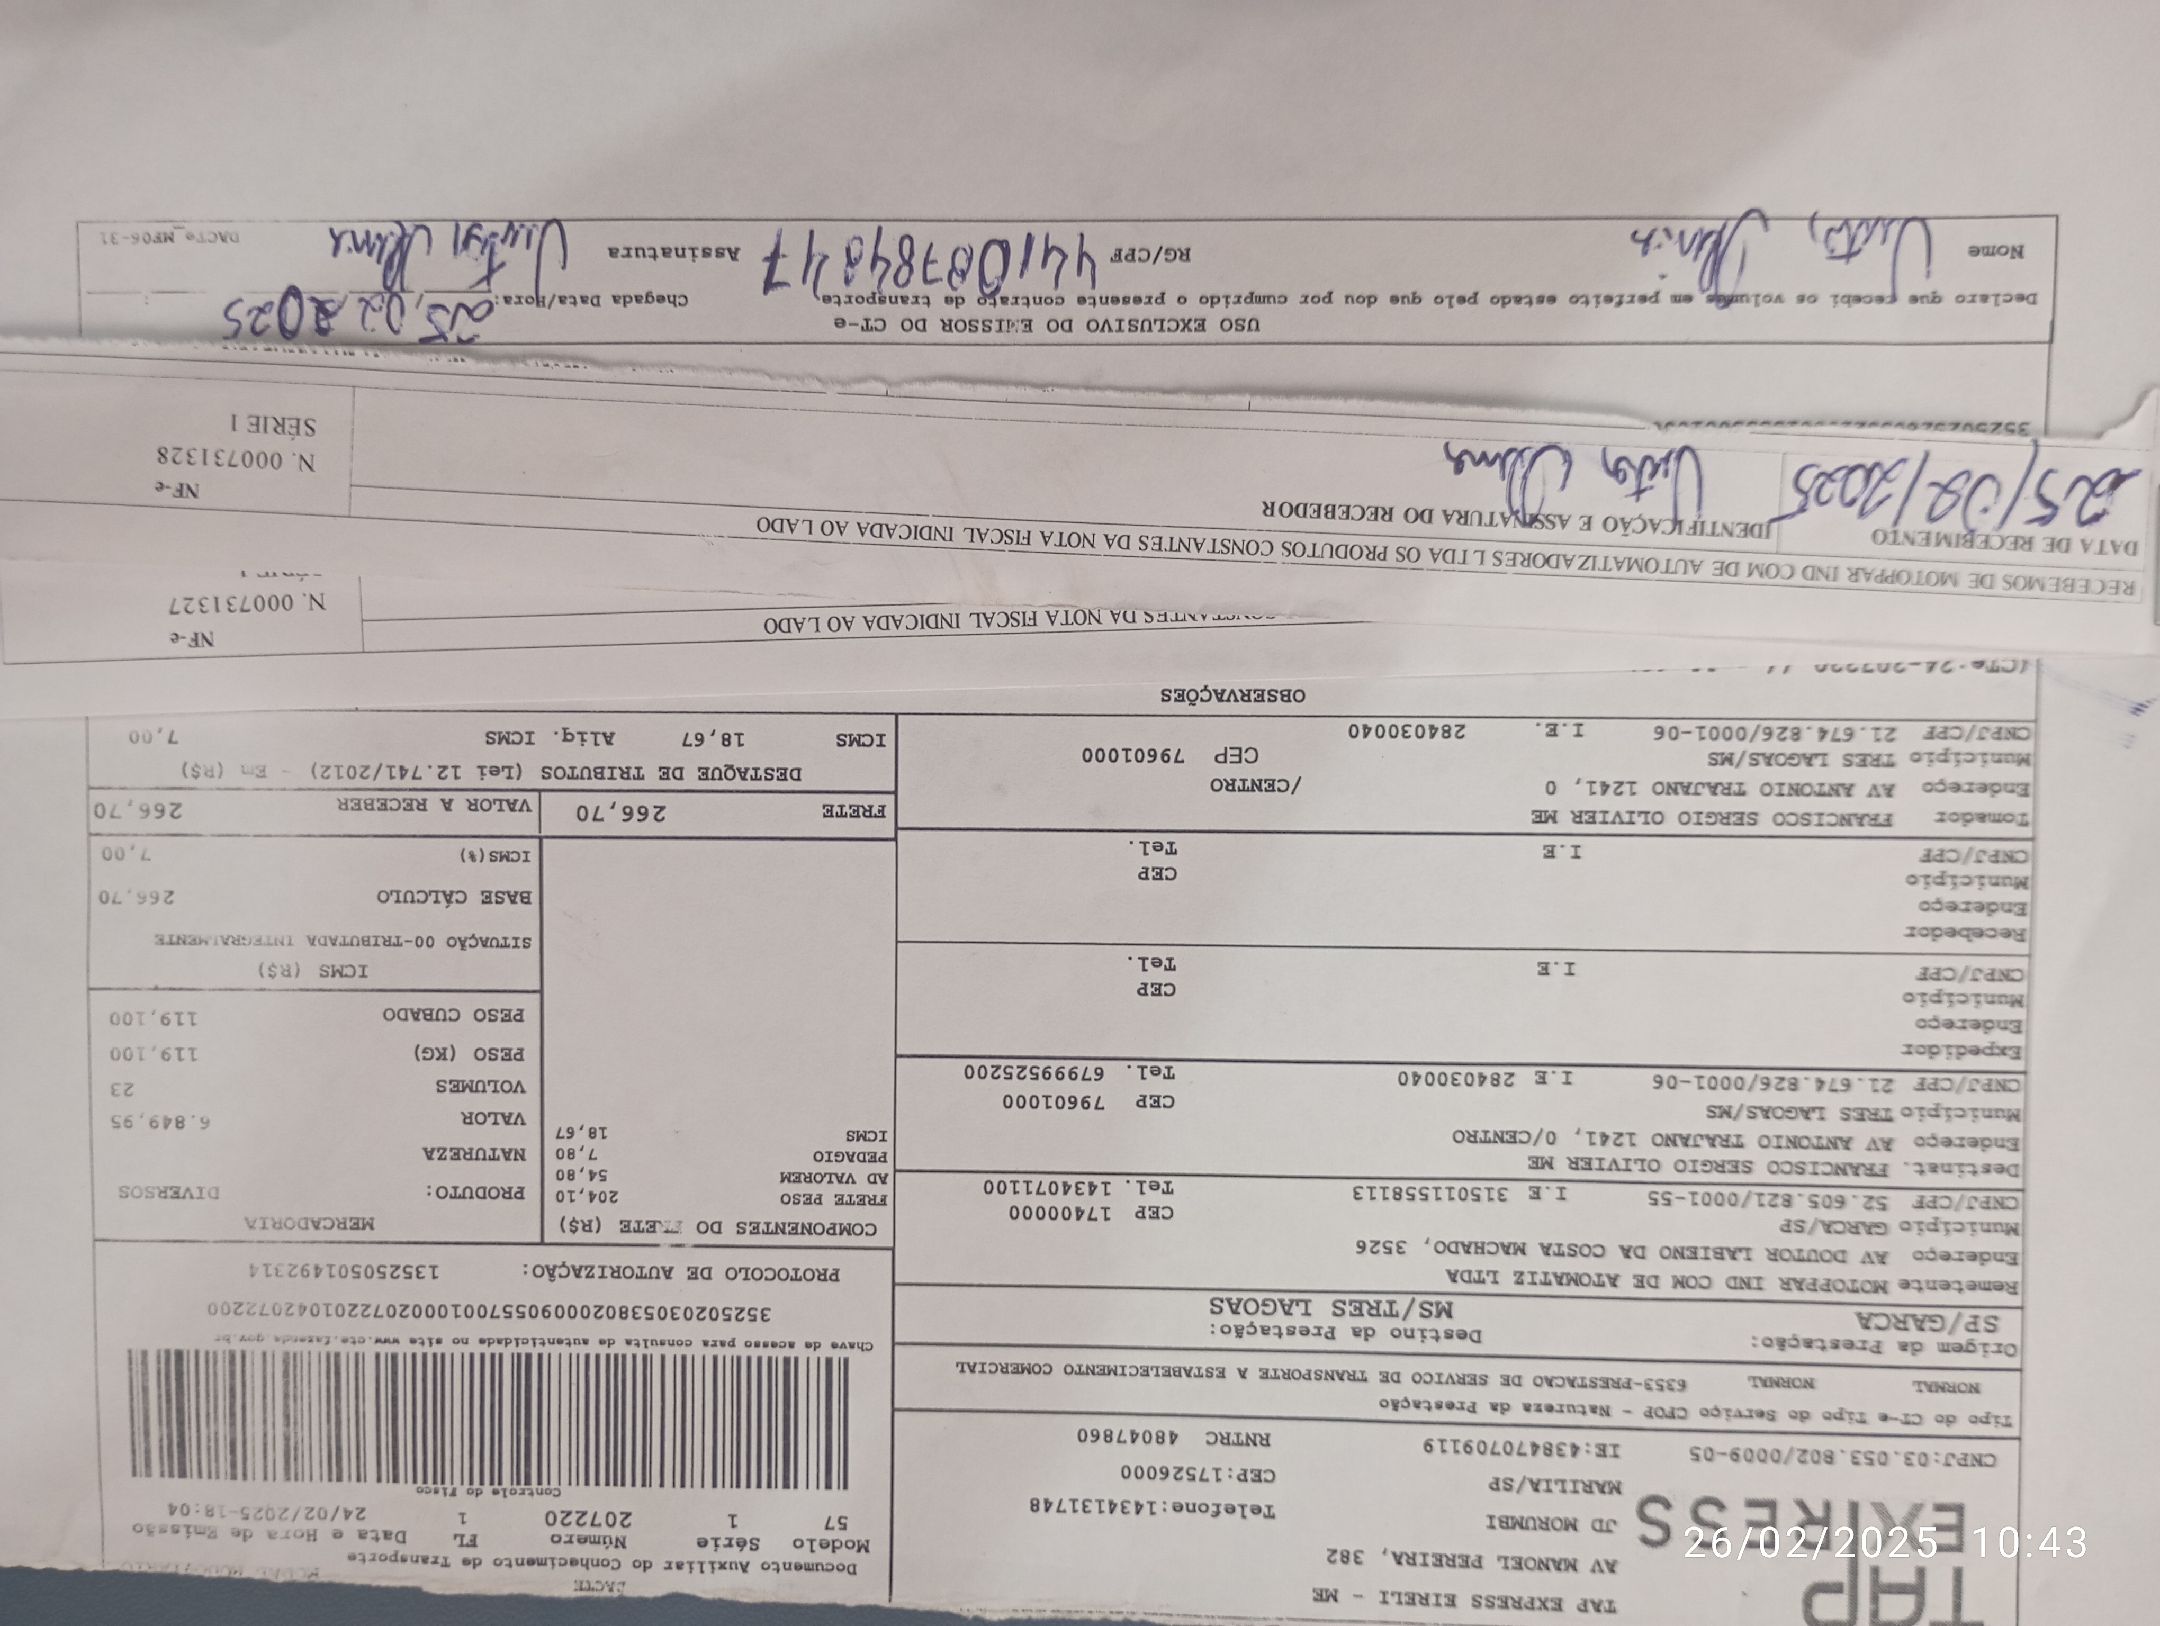 TAP
EXPRESS
TAP EXPRESS EIRELI - ME
AV MANOEL PEREIRA, 382
JD MORUMBI Telefone:1434131748
MARILIA/SP CEP:17526000
CNPJ:03.053.802/0009-05 IE:43847079119 RNTRC 48047860
DACTE
Documento Auxiliar do Conhecimento de Transporte
Modelo Série Número FL Data e Hora de Emissão
57 1 207220 1 24/02/2025-18:04
Controle do Fisco
Chave de acesso para consulta de autenticidade no site www.cte.fazenda.gov.br
35250203053802000905570010002072201042072200
PROTOCOLO DE AUTORIZAÇÃO: 135250501492314
Tipo do CT-e Tipo do Serviço CFOP - Natureza da Prestação
NORMAL NORMAL 6353-PRESTACAO DE SERVICO DE TRANSPORTE A ESTABELECIMENTO COMERCIAL
Origem da Prestação: Destino da Prestação:
SP/GARCA MS/TRES LAGOAS
Remetente MOTOPPAR IND COM DE ATOMATIZ LTDA
Endereço AV DOUTOR LABIENO DA COSTA MACHADO, 3526
Município GARCA/SP CEP 17400000
CNPJ/CPF 52.605.821/0001-55 I.E 315011558113 Tel. 1434071100
Destinat. FRANCISCO SERGIO OLIVIER ME
Endereço AV ANTONIO TRAJANO 1241, 0/CENTRO
Município TRES LAGOAS/MS CEP 79601000
CNPJ/CPF 21.674.826/0001-06 I.E 284030040 Tel. 67999525200
Expedidor
Endereço
Município CEP
CNPJ/CPF I.E Tel.
Recebedor
Endereço
Município CEP
CNPJ/CPF I.E Tel.
Tomador FRANCISCO SERGIO OLIVIER ME
Endereço AV ANTONIO TRAJANO 1241, 0 /CENTRO
Município TRES LAGOAS/MS CEP 79601000
CNPJ/CPF 21.674.826/0001-06 I.E. 284030040
COMPONENTES DO FRETE (R$)
FRETE PESO 204,10
AD VALOREM 54,80
PEDAGIO 7,80
ICMS 18,67
MERCADORIA
PRODUTO: DIVERSOS
NATUREZA
VALOR 6.849,95
VOLUMES 23
PESO (KG) 119,100
PESO CUBADO 119,100
ICMS (R$)
SITUAÇÃO 00-TRIBUTADA INTEGRALMENTE
BASE CÁLCULO 266,70
ICMS(%) 7,00
FRETE 266,70 VALOR A RECEBER 266,70
DESTAQUE DE TRIBUTOS (Lei 12.741/2012) - Em (R$)
ICMS 18,67 Aliq. ICMS 7,00
OBSERVAÇÕES
CONSTANTES DA NOTA FISCAL INDICADA AO LADO
NF-e
N. 000731327
RECEBEMOS DE MOTOPPAR IND COM DE AUTOMATIZADORES LTDA OS PRODUTOS CONSTANTES DA NOTA FISCAL INDICADA AO LADO
DATA DE RECEBIMENTO IDENTIFICAÇÃO E ASSINATURA DO RECEBEDOR
25/02/2025
NF-e
N. 000731328
SÉRIE 1
USO EXCLUSIVO DO EMISSOR DO CT-e
Declaro que recebi os volumes em perfeito estado pelo que dou por cumprido o presente contrato de transporte
Chegada Data/Hora: 25,02,2025
Nome RG/CPF 44108784847 Assinatura
DACTe_MF06-31
26/02/2025 10:43